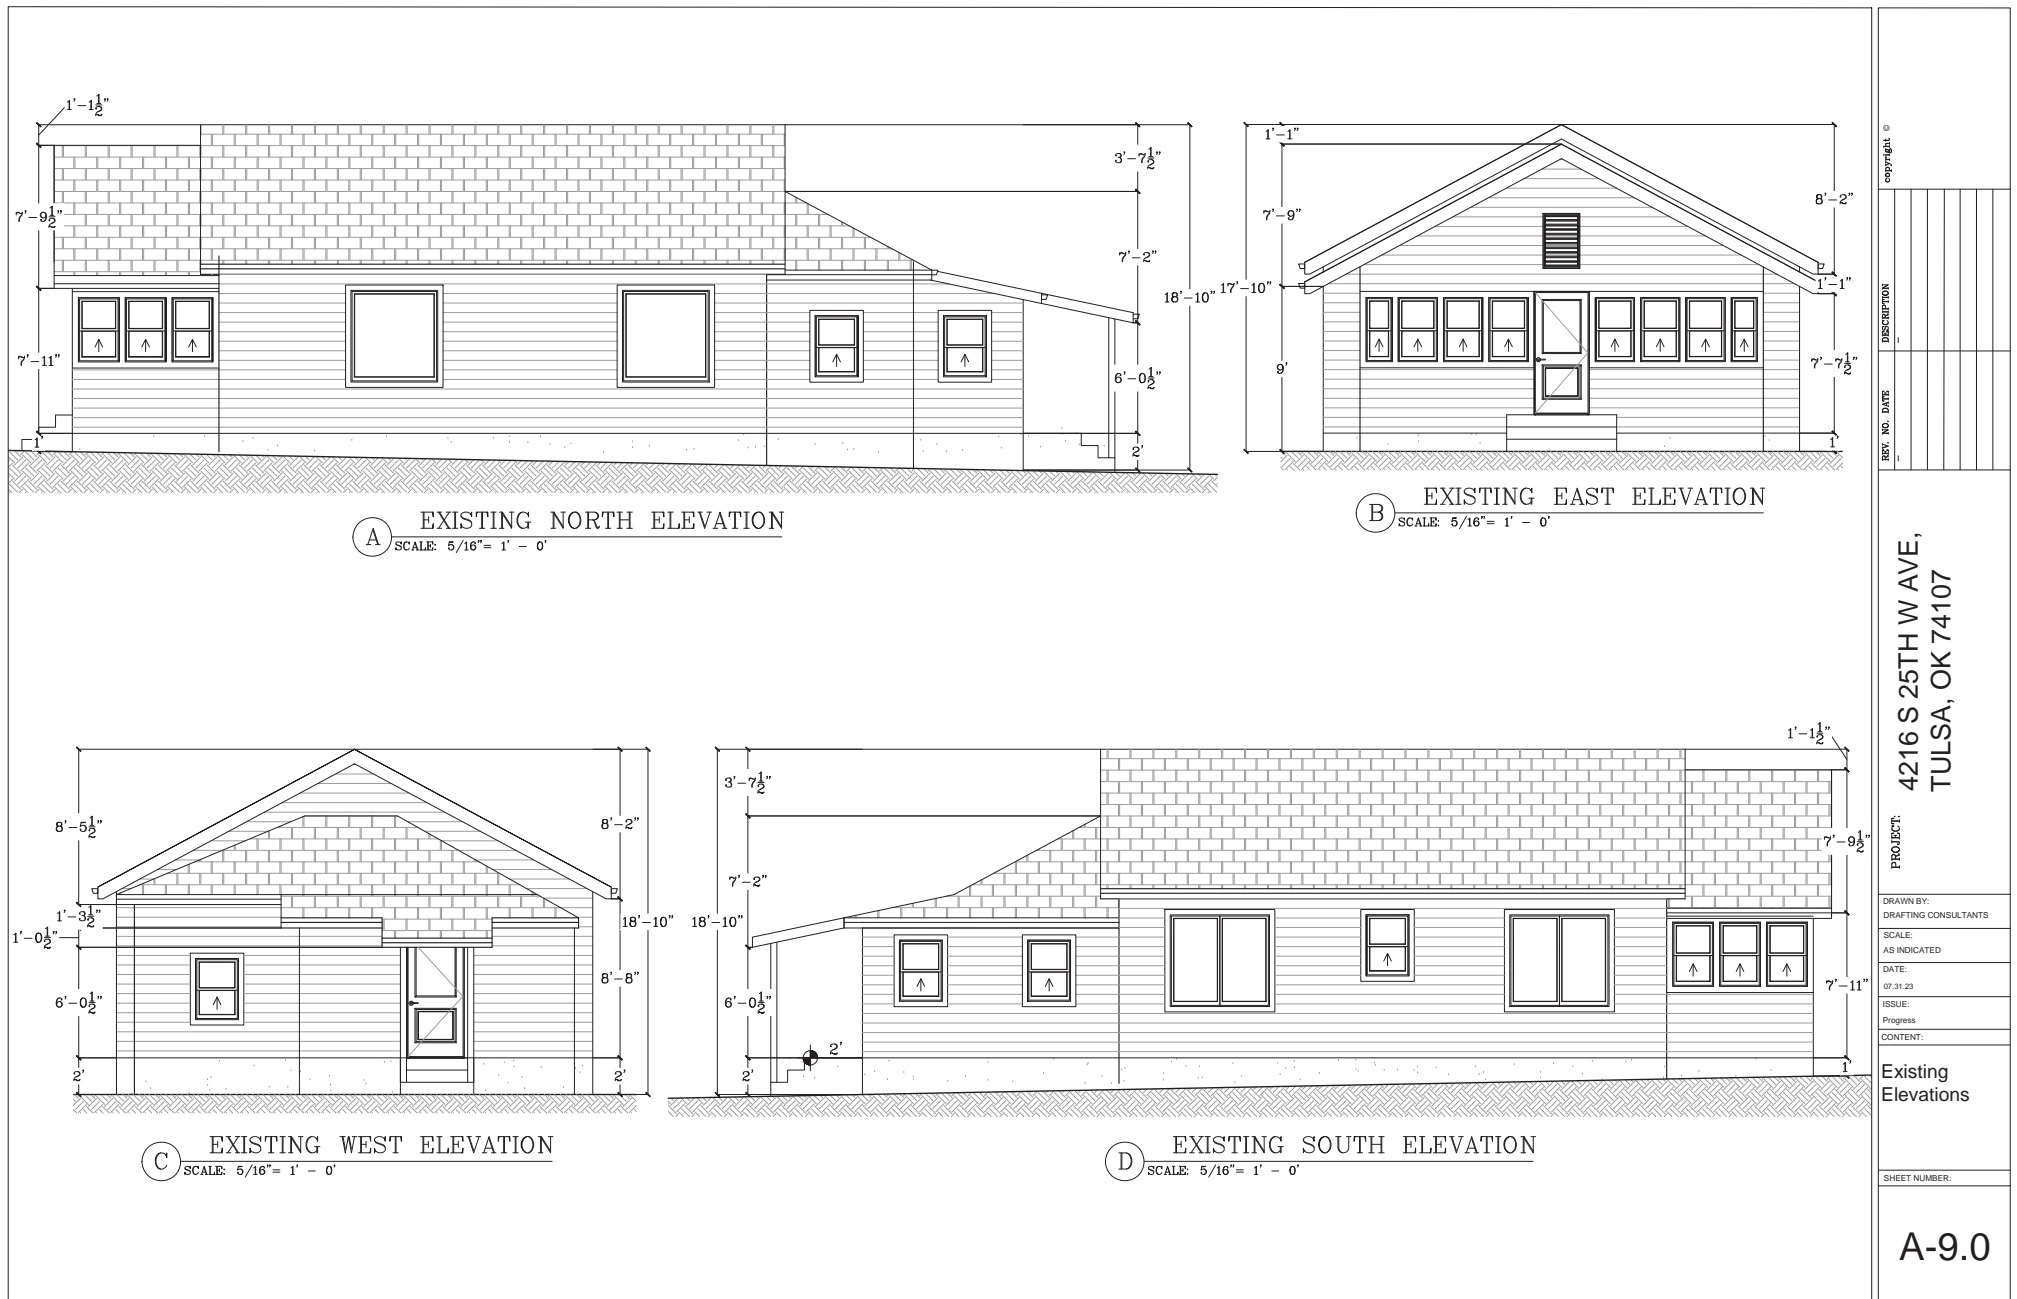 1'-1½"
7'-9½"
7'-11"
1'
3'-7½"
7'-2"
18'-10"
6'-0½"
2'
A
EXISTING NORTH ELEVATION
SCALE: 5/16"= 1' - 0'
1'-1"
7'-9"
17'-10"
9'
8'-2"
1'-1"
7'-7½"
1'
B
EXISTING EAST ELEVATION
SCALE: 5/16"= 1' - 0'
8'-5½"
1'-3½"
1'-0½"
6'-0½"
2'
8'-2"
18'-10"
8'-8"
2'
C
EXISTING WEST ELEVATION
SCALE: 5/16"= 1' - 0'
3'-7½"
7'-2"
18'-10"
6'-0½"
2'
2'
1'-1½"
7'-9½"
7'-11"
1'
D
EXISTING SOUTH ELEVATION
SCALE: 5/16"= 1' - 0'
copyright ©
DESCRIPTION
REV. NO. DATE
PROJECT:
4216 S 25TH W AVE,
TULSA, OK 74107
DRAWN BY:
DRAFTING CONSULTANTS
SCALE:
AS INDICATED
DATE:
07.31.23
ISSUE:
Progress
CONTENT:
Existing
Elevations
SHEET NUMBER:
A-9.0